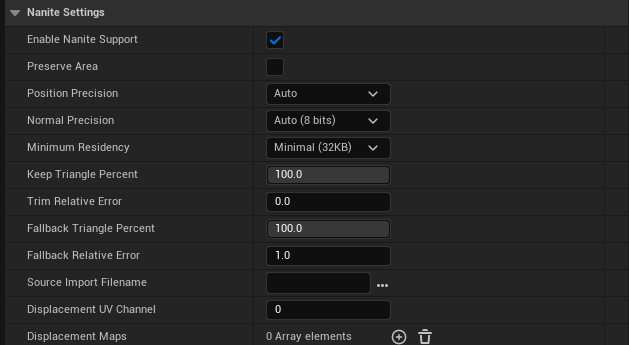 Nanite Settings
Enable Nanite Support
Preserve Area
Position Precision Auto
Normal Precision Auto (8 bits)
Minimum Residency Minimal (32KB)
Keep Triangle Percent 100.0
Trim Relative Error 0.0
Fallback Triangle Percent 100.0
Fallback Relative Error 1.0
Source Import Filename
Displacement UV Channel 0
Displacement Maps 0 Array elements